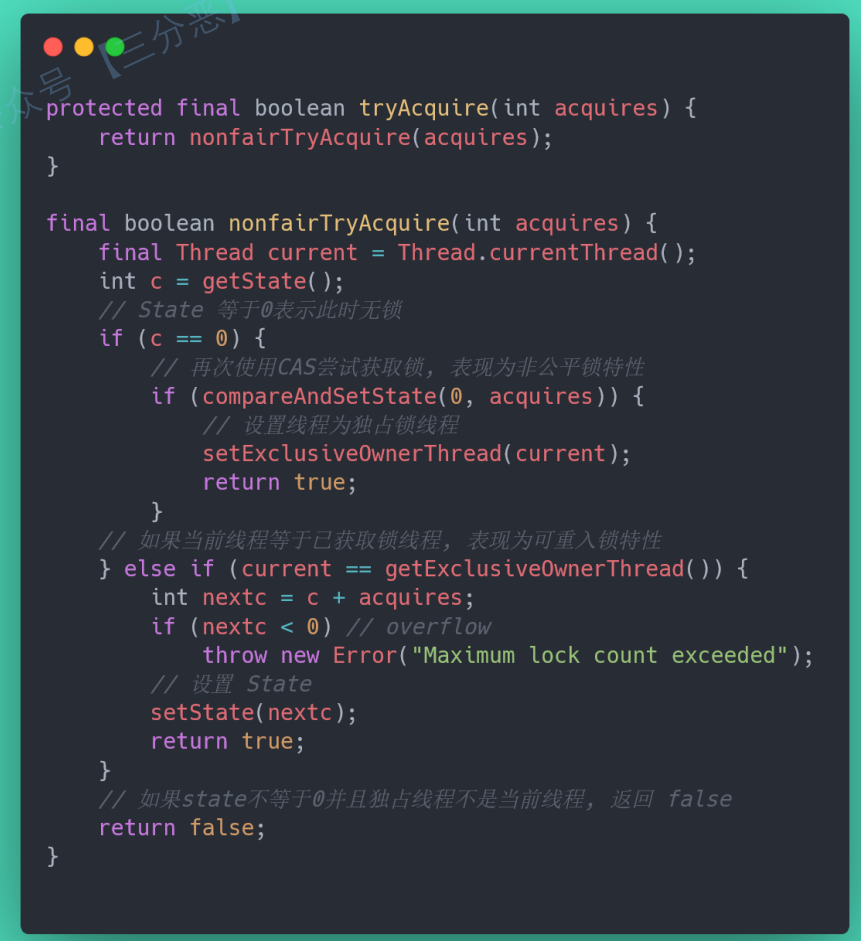 众号【三分恶】
protected final boolean tryAcquire(int acquires) {
    return nonfairTryAcquire(acquires);
}

final boolean nonfairTryAcquire(int acquires) {
    final Thread current = Thread.currentThread();
    int c = getState();
    // State 等于0表示此时无锁
    if (c == 0) {
        // 再次使用CAS尝试获取锁, 表现为非公平锁特性
        if (compareAndSetState(0, acquires)) {
            // 设置线程为独占锁线程
            setExclusiveOwnerThread(current);
            return true;
        }
    // 如果当前线程等于已获取锁线程, 表现为可重入锁特性
    } else if (current == getExclusiveOwnerThread()) {
        int nextc = c + acquires;
        if (nextc < 0) // overflow
            throw new Error("Maximum lock count exceeded");
        // 设置 State
        setState(nextc);
        return true;
    }
    // 如果state不等于0并且独占线程不是当前线程, 返回 false
    return false;
}